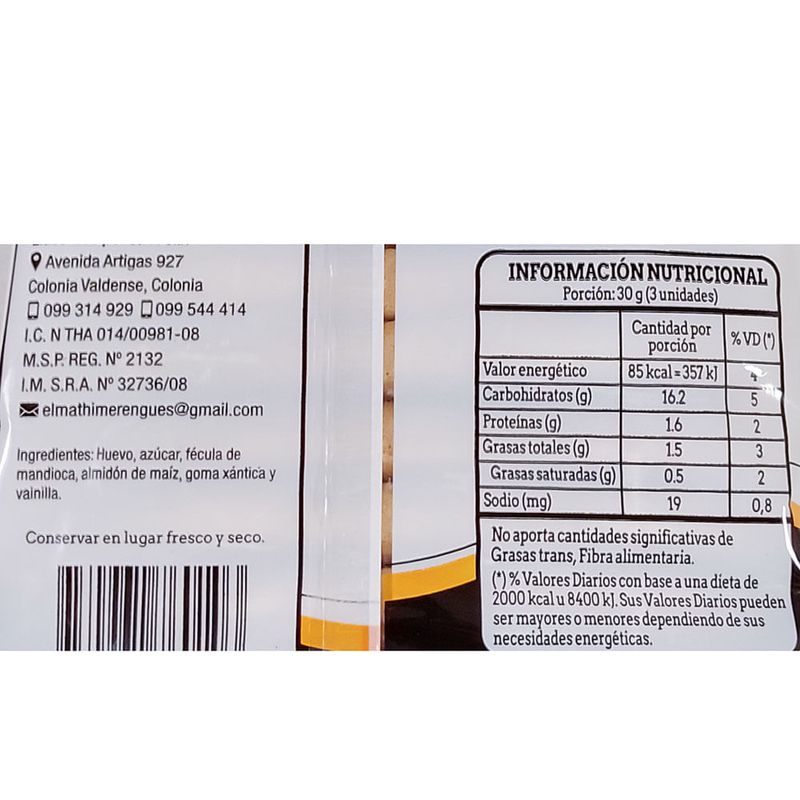 Avenida Artigas 927
Colonia Valdense, Colonia
099 314 929 099 544 414
I.C. N THA 014/00981-08
M.S.P. REG. Nº 2132
I.M. S.R.A. Nº 32736/08
elmathimerengues@gmail.com
Ingredientes: Huevo, azúcar, fécula de
mandioca, almidón de maíz, goma xántica y
vainilla.
Conservar en lugar fresco y seco.
INFORMACIÓN NUTRICIONAL
Porción: 30 g (3 unidades)
Cantidad por porción % VD (*)
Valor energético 85 kcal = 357 kJ 4
Carbohidratos (g) 16.2 5
Proteínas (g) 1.6 2
Grasas totales (g) 1.5 3
Grasas saturadas (g) 0.5 2
Sodio (mg) 19 0,8
No aporta cantidades significativas de
Grasas trans, Fibra alimentaria.
(*) % Valores Diarios con base a una dieta de
2000 kcal u 8400 kJ. Sus Valores Diarios pueden
ser mayores o menores dependiendo de sus
necesidades energéticas.